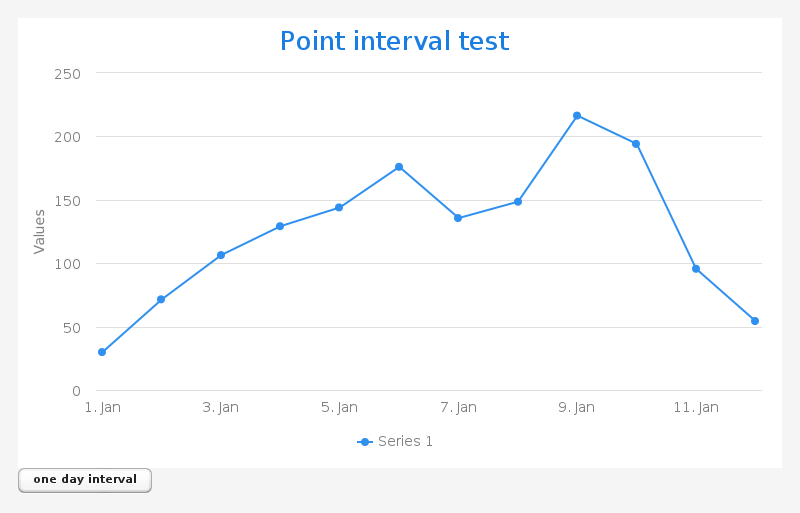 Point interval test
250
200
150
100
50
0
Values
1. Jan 3. Jan 5. Jan 7. Jan 9. Jan 11. Jan
Series 1
one day interval